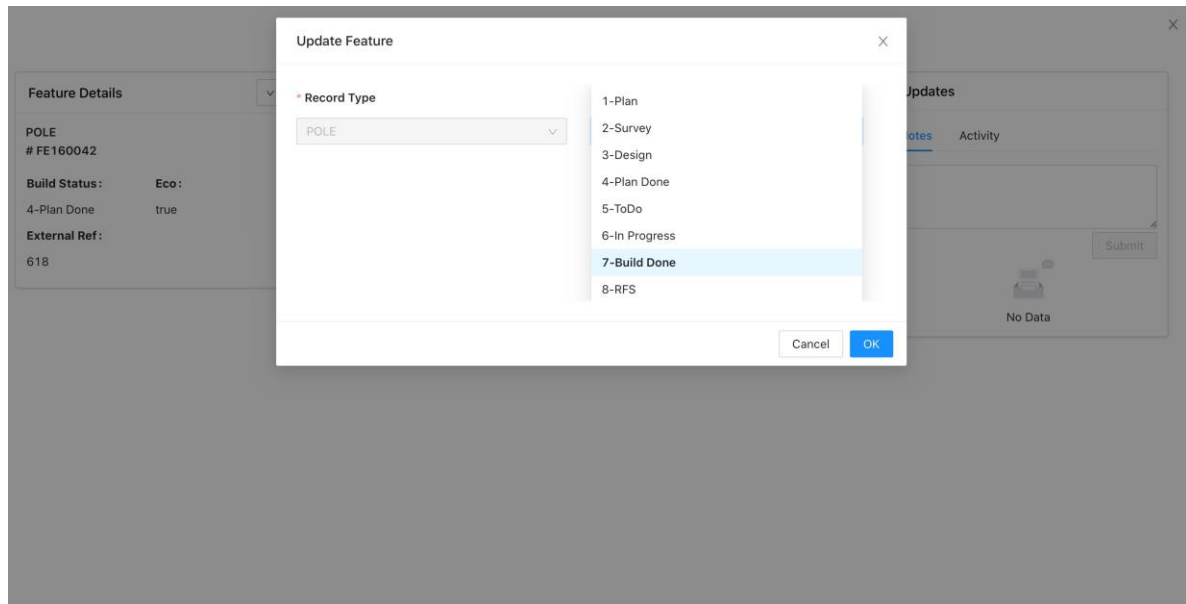 Update Feature
Feature Details
POLE
# FE160042
Build Status:
Eco:
4-Plan Done
true
External Ref:
618
* Record Type
POLE
1-Plan
2-Survey
3-Design
4-Plan Done
5-ToDo
6-In Progress
7-Build Done
8-RFS
Cancel
OK
Updates
Activity
Submit
No Data